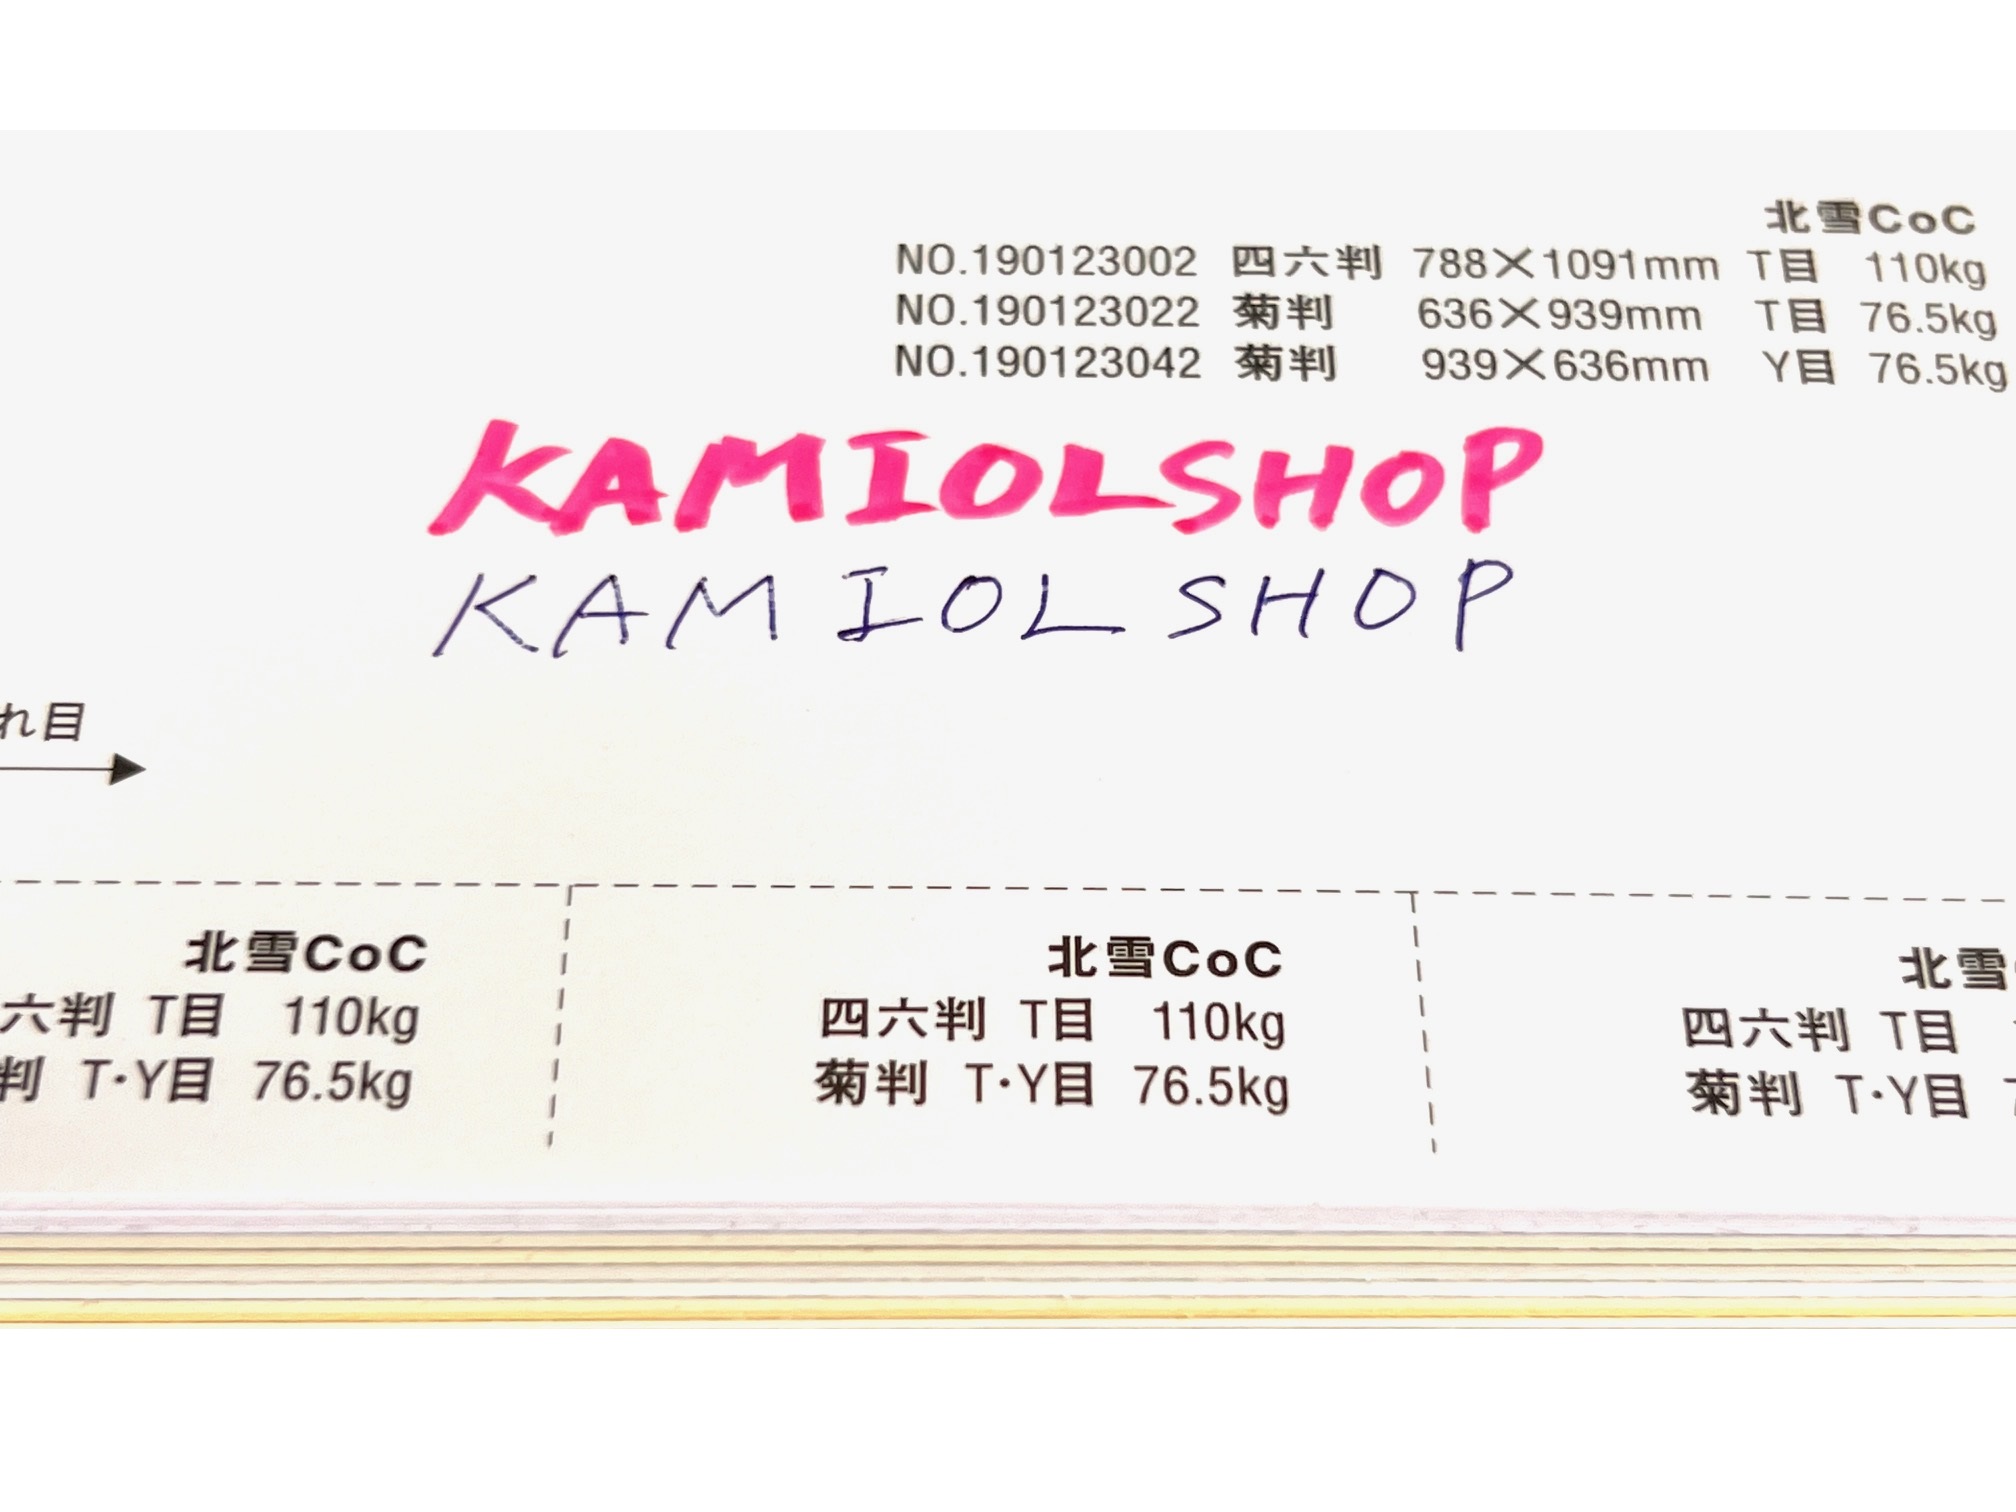 北雪CoC
NO.190123002 四六判 788×1091mm T目 110kg
NO.190123022 菊判 636×939mm T目 76.5kg
NO.190123042 菊判 939×636mm Y目 76.5kg
KAMIOLSHOP
KAMIOLSHOP
れ目
北雪CoC
六判 T目 110kg
判 T・Y目 76.5kg
北雪CoC
四六判 T目 110kg
菊判 T・Y目 76.5kg
北雪
四六判 T目
菊判 T・Y目